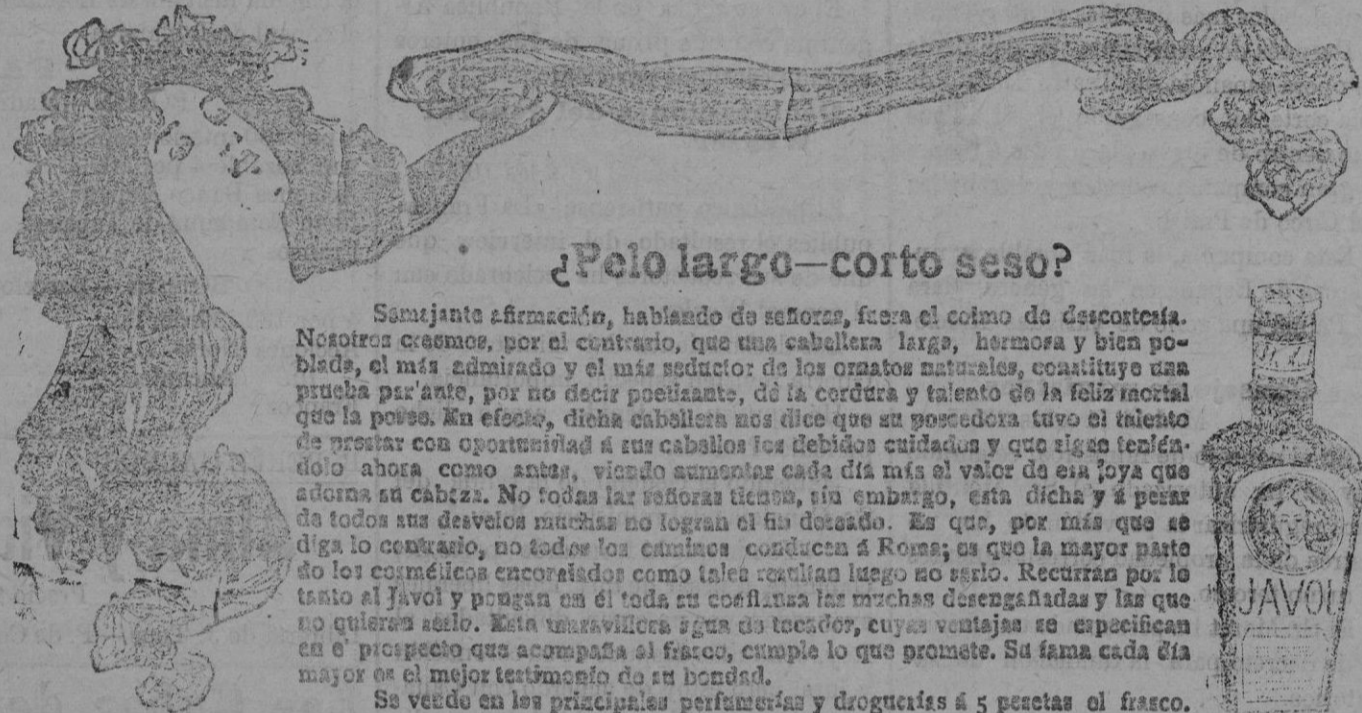 ¿Pelo largo—corto seso?
Semejante afirmación, hablando de señoras, fuera el colmo de descortesía.
Nosotros creemos, por el contrario, que una cabellera larga, hermosa y bien po-
blada, el más admirado y el más seductor de los ornatos naturales, constituye una
prueba par'ante, por no decir poetizante, de la cordura y talento de la feliz mortal
que la posee. En efecto, dicha cabellera nos dice que su poseedora tuvo el talento
de prestar con oportunidad á sus cabellos los debidos cuidados y que sigue tenién-
dolo ahora como antes, viendo aumentar cada día más el valor de esa joya que
adorna su cabeza. No todas las señoras tienen, sin embargo, esta dicha y á pesar
de todos sus desvelos muchas no logran el fin deseado. Es que, por más que se
diga lo contrario, no todos los caminos conducen á Roma; es que la mayor parte
de los cosméticos encomiados como tales resultan luego no serlo. Recurran por lo
tanto al Javol y pongan en él toda su confianza las muchas desengañadas y las que
no quieran serlo. Esta maravillosa agua de tocador, cuyas ventajas se especifican
en e' prospecto que acompaña al frasco, cumple lo que promete. Su fama cada día
mayor es el mejor testimonio de su bondad.
Se vende en las principales perfumerías y droguerías á 5 pesetas el frasco.
JAVOL